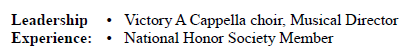 Leadership • Victory A Cappella choir, Musical Director
Experience: • National Honor Society Member